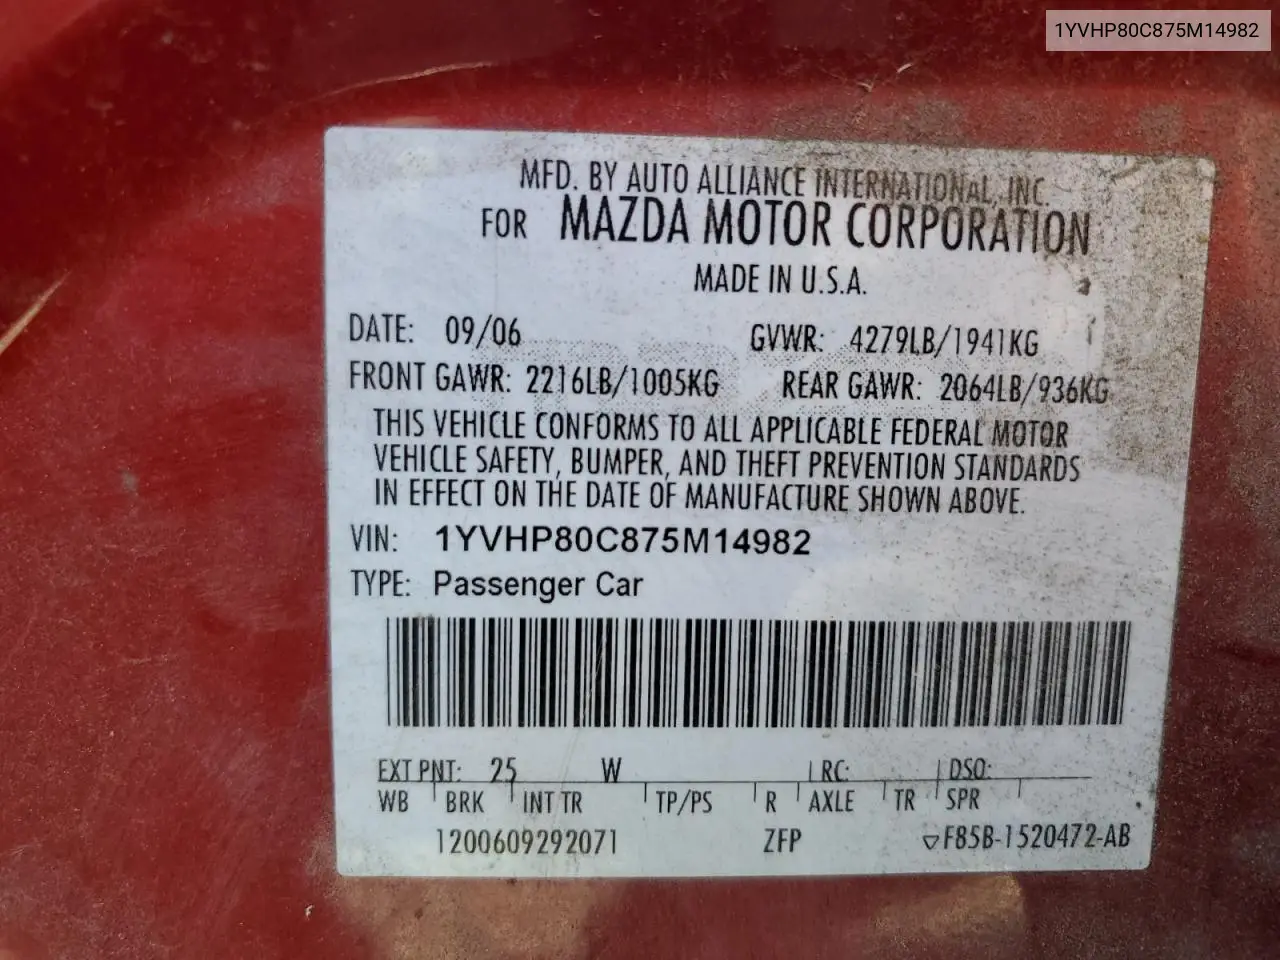 1YVHP80C875M14982
MFD. BY AUTO ALLIANCE INTERNATIONAL, INC.
FOR MAZDA MOTOR CORPORATION
MADE IN U.S.A.
DATE: 09/06 GVWR: 4279LB/1941KG
FRONT GAWR: 2216LB/1005KG REAR GAWR: 2064LB/936KG
THIS VEHICLE CONFORMS TO ALL APPLICABLE FEDERAL MOTOR
VEHICLE SAFETY, BUMPER, AND THEFT PREVENTION STANDARDS
IN EFFECT ON THE DATE OF MANUFACTURE SHOWN ABOVE.
VIN: 1YVHP80C875M14982
TYPE: Passenger Car
EXT PNT: 25 W RC: DSO:
WB BRK INT TR TP/PS R AXLE TR SPR
1200609292071 ZFP F85B-1520472-AB